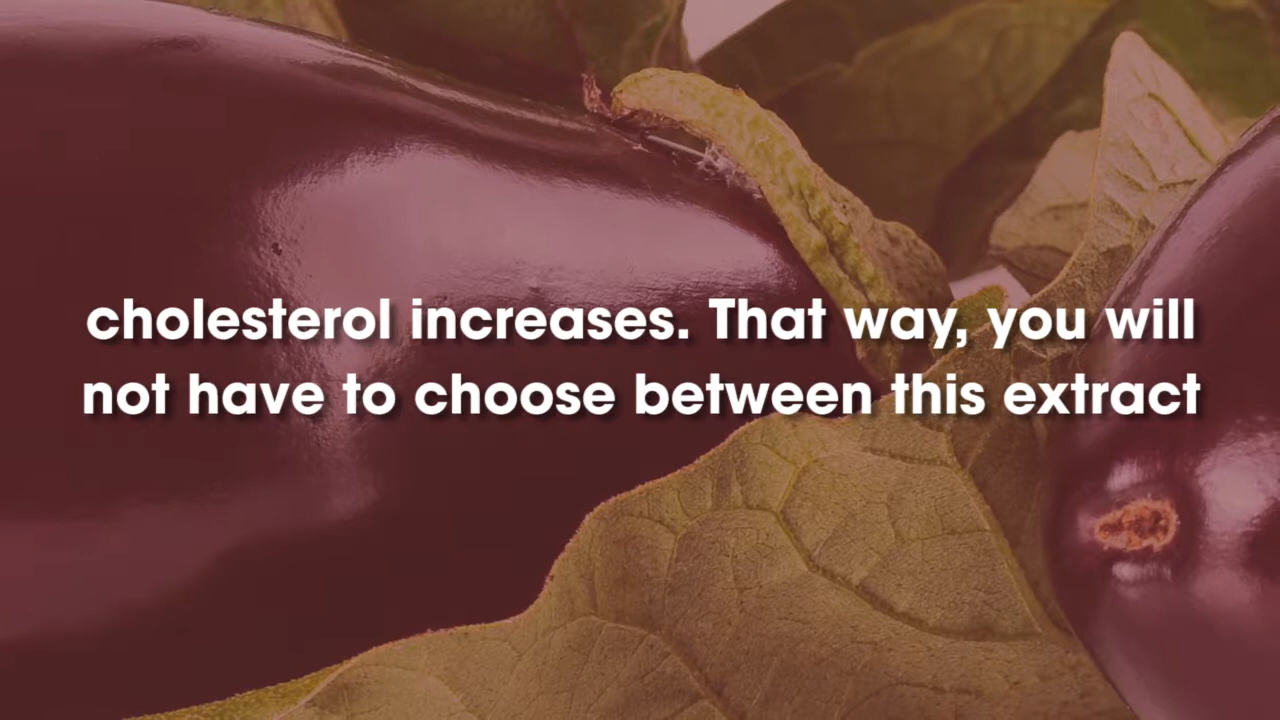 cholesterol increases. That way, you will
not have to choose between this extract